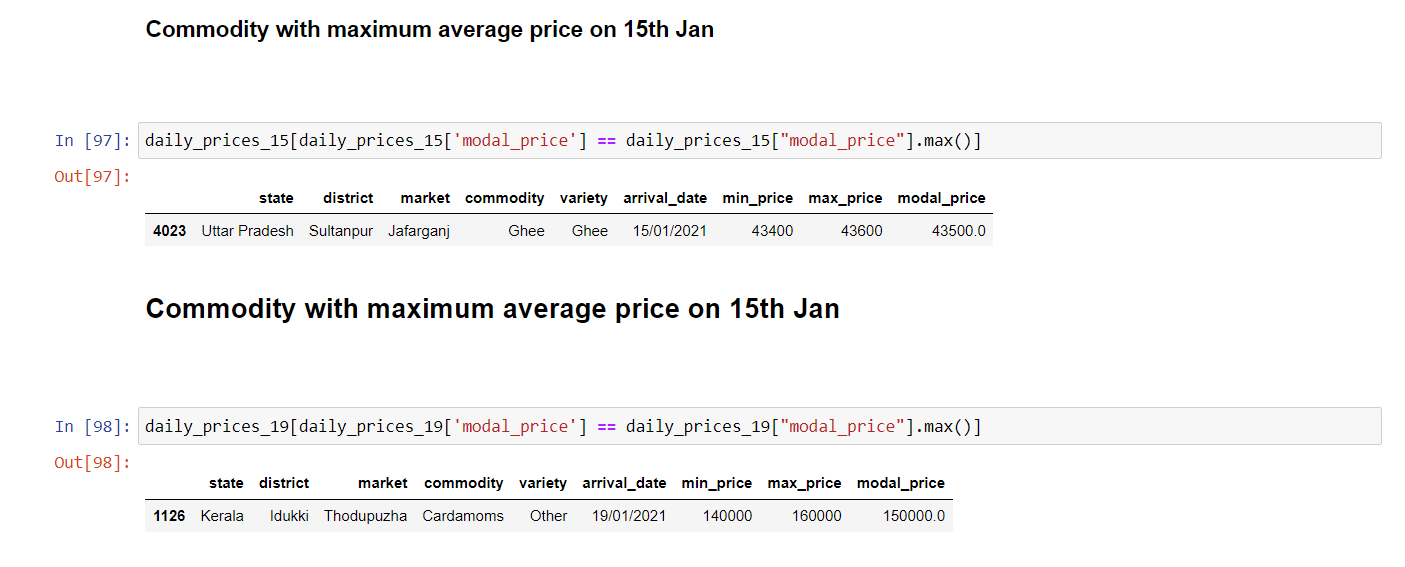 Commodity with maximum average price on 15th Jan
In [97]: daily_prices_15[daily_prices_15['modal_price'] == daily_prices_15["modal_price"].max()]
Out[97]:
state district market commodity variety arrival_date min_price max_price modal_price
4023 Uttar Pradesh Sultanpur Jafarganj Ghee Ghee 15/01/2021 43400 43600 43500.0
Commodity with maximum average price on 15th Jan
In [98]: daily_prices_19[daily_prices_19['modal_price'] == daily_prices_19["modal_price"].max()]
Out[98]:
state district market commodity variety arrival_date min_price max_price modal_price
1126 Kerala Idukki Thodupuzha Cardamoms Other 19/01/2021 140000 160000 150000.0